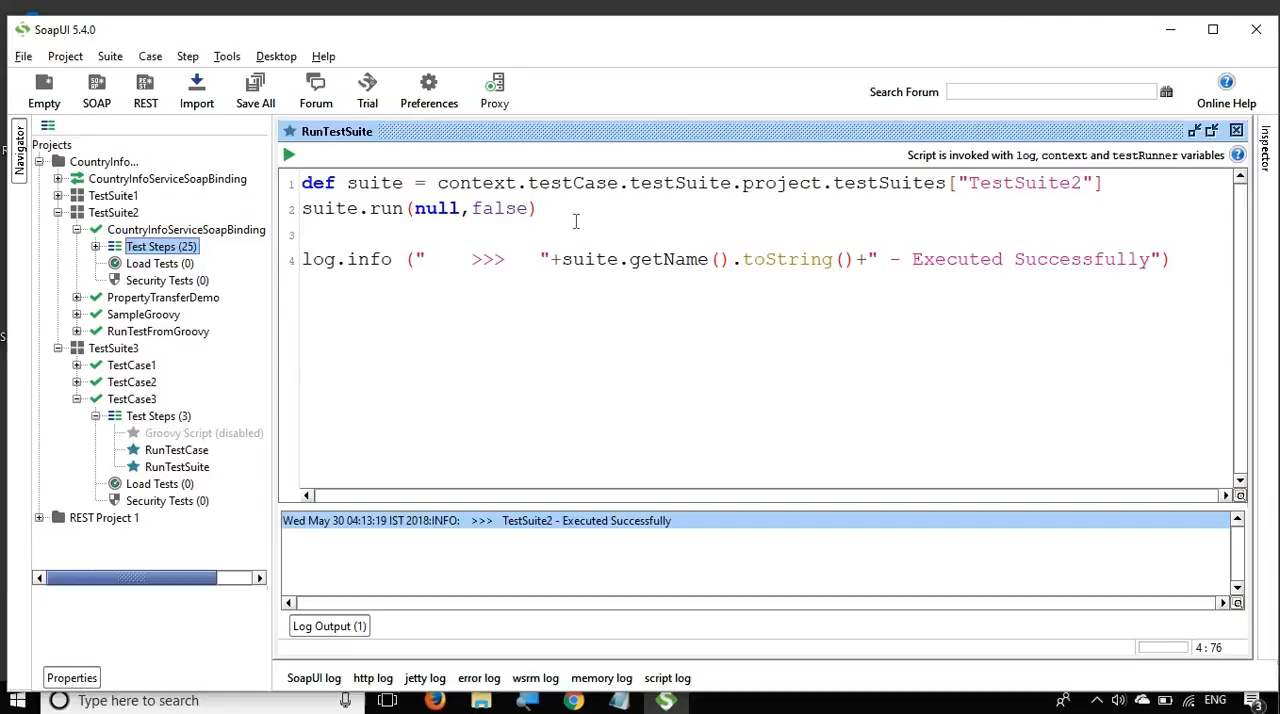 SoapUI 5.4.0
File Project Suite Case Step Tools Desktop Help
Empty SOAP REST Import Save All Forum Trial Preferences Proxy
Search Forum
Online Help
Navigator
Projects
CountryInfo...
CountryInfoServiceSoapBinding
TestSuite1
TestSuite2
CountryInfoServiceSoapBinding
Test Steps (25)
Load Tests (0)
Security Tests (0)
PropertyTransferDemo
SampleGroovy
RunTestFromGroovy
TestSuite3
TestCase1
TestCase2
TestCase3
Test Steps (3)
Groovy Script (disabled)
RunTestCase
RunTestSuite
Load Tests (0)
Security Tests (0)
REST Project 1
Properties
RunTestSuite
Script is invoked with log, context and testRunner variables
1 def suite = context.testCase.testSuite.project.testSuites["TestSuite2"]
2 suite.run(null,false)
3
4 log.info ("    >>>   "+suite.getName().toString()+" - Executed Successfully")
Wed May 30 04:13:19 IST 2018:INFO:   >>>   TestSuite2 - Executed Successfully
Log Output (1)
4 : 76
SoapUI log http log jetty log error log wsrm log memory log script log
Inspector
Type here to search
ENG
3